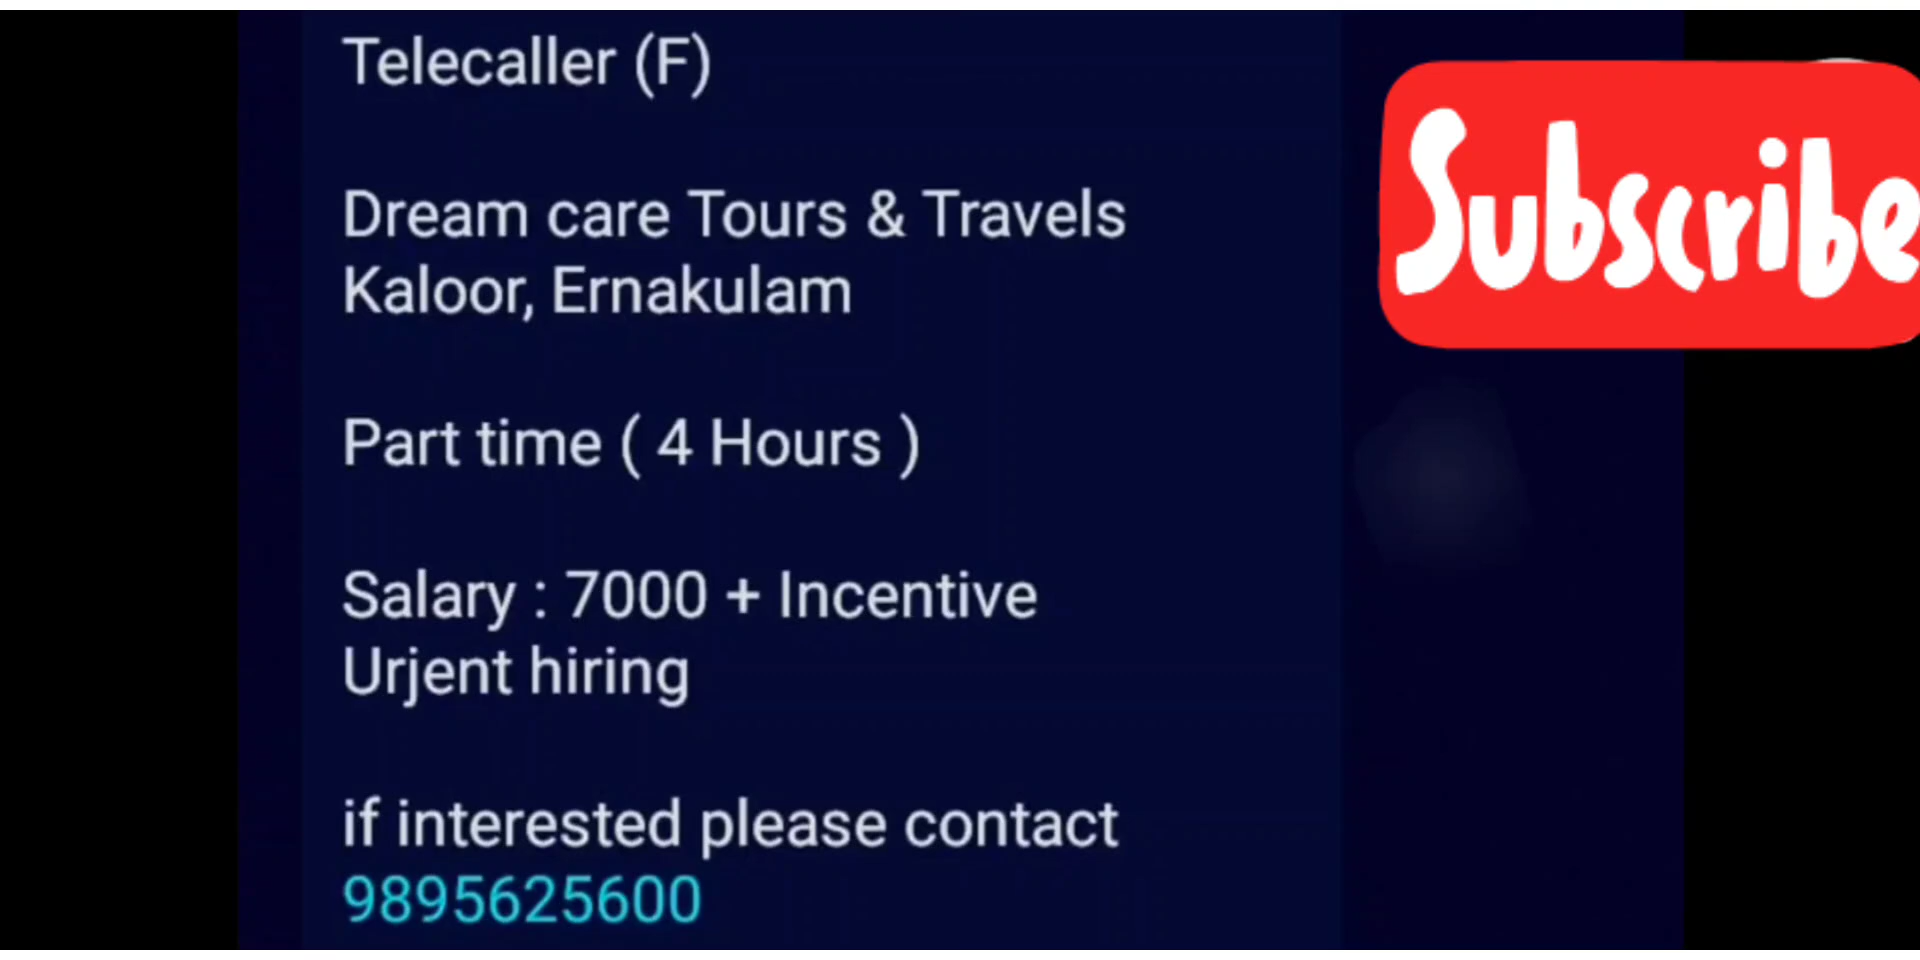 Telecaller (F)
Dream care Tours & Travels
Kaloor, Ernakulam
Part time ( 4 Hours )
Salary : 7000 + Incentive
Urjent hiring
if interested please contact
9895625600
Subscribe